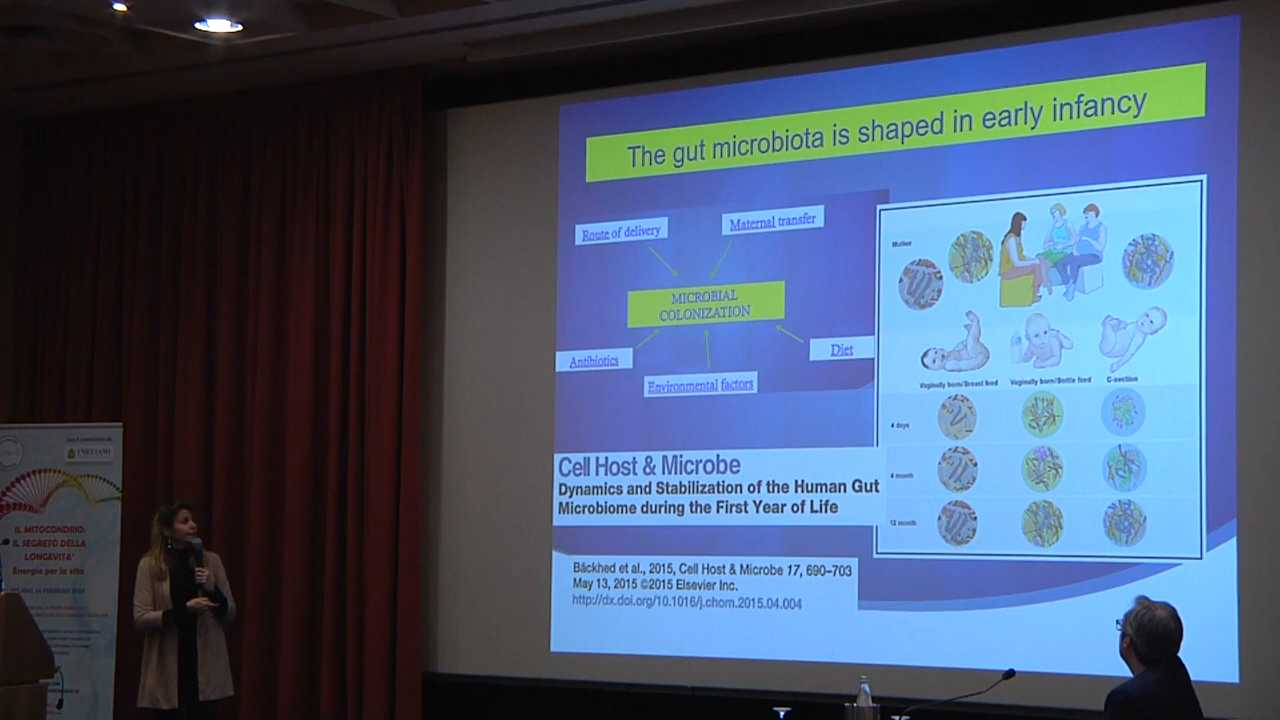 The gut microbiota is shaped in early infancy
Route of delivery
Maternal transfer
MICROBIAL
COLONIZATION
Antibiotics
Environmental factors
Diet
Mother
Vaginally born/Breast feed
Vaginally born/Bottle feed
C-section
4 days
4 month
12 month
Cell Host & Microbe
Dynamics and Stabilization of the Human Gut
Microbiome during the First Year of Life
Bäckhed et al., 2015, Cell Host & Microbe 17, 690–703
May 13, 2015 ©2015 Elsevier Inc.
http://dx.doi.org/10.1016/j.chom.2015.04.004
IL MITOCONDRIO:
IL SEGRETO DELLA
LONGEVITA'
Energia per la vita